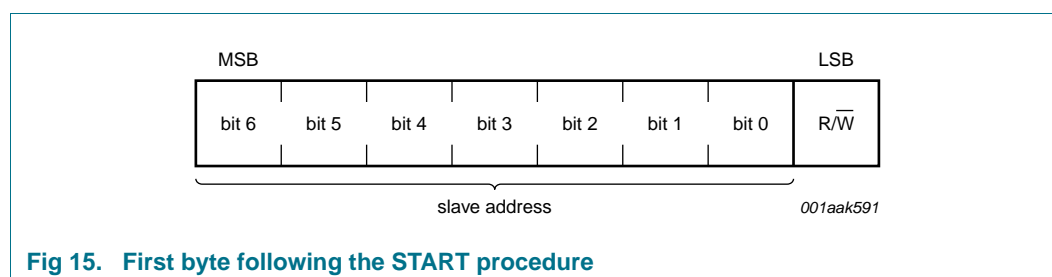 MSB LSB
bit 6 bit 5 bit 4 bit 3 bit 2 bit 1 bit 0 R/W̅
slave address 001aak591
Fig 15. First byte following the START procedure